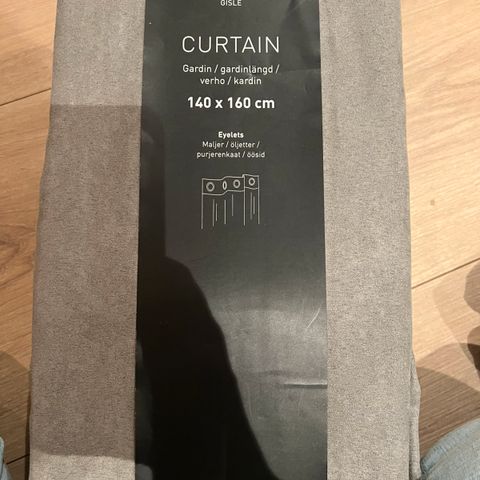 GISLE
CURTAIN
Gardin / gardinlängd /
verho / kardin
140 x 160 cm
Eyelets
Maljer / öljetter /
purjerenkaat / öösid